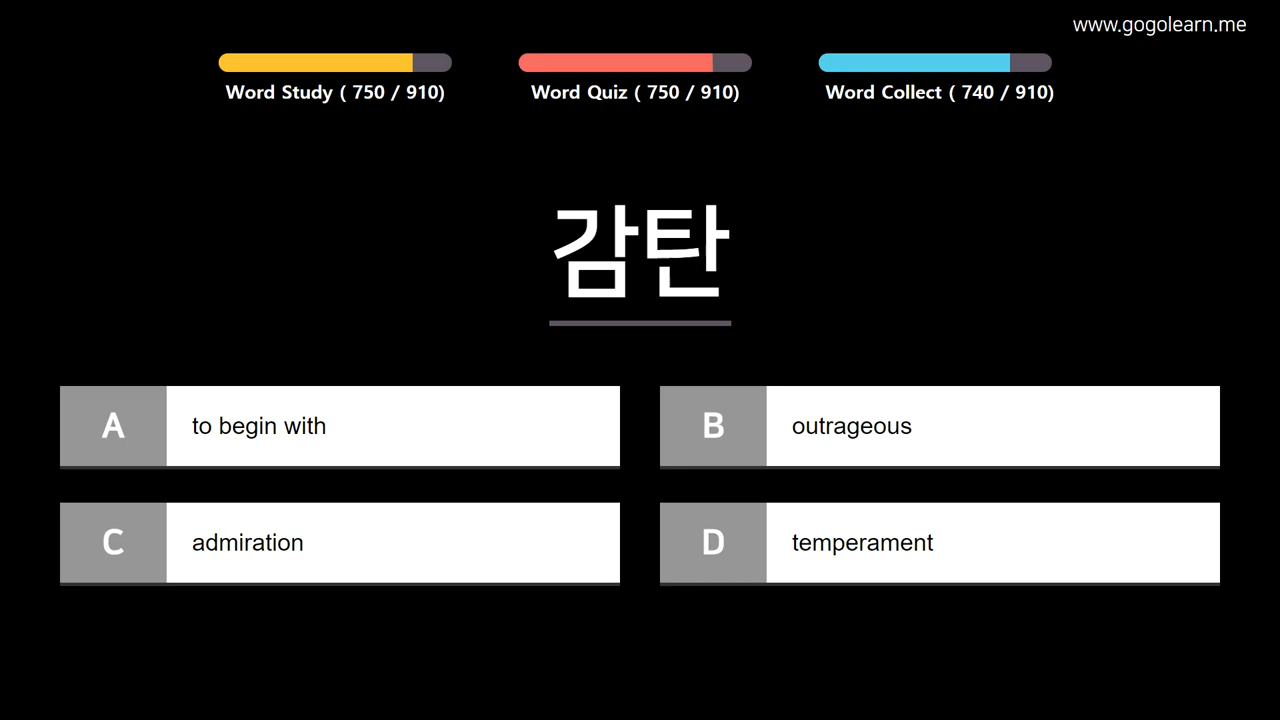 www.gogolearn.me
Word Study ( 750 / 910)
Word Quiz ( 750 / 910)
Word Collect ( 740 / 910)
감탄
A
to begin with
B
outrageous
C
admiration
D
temperament